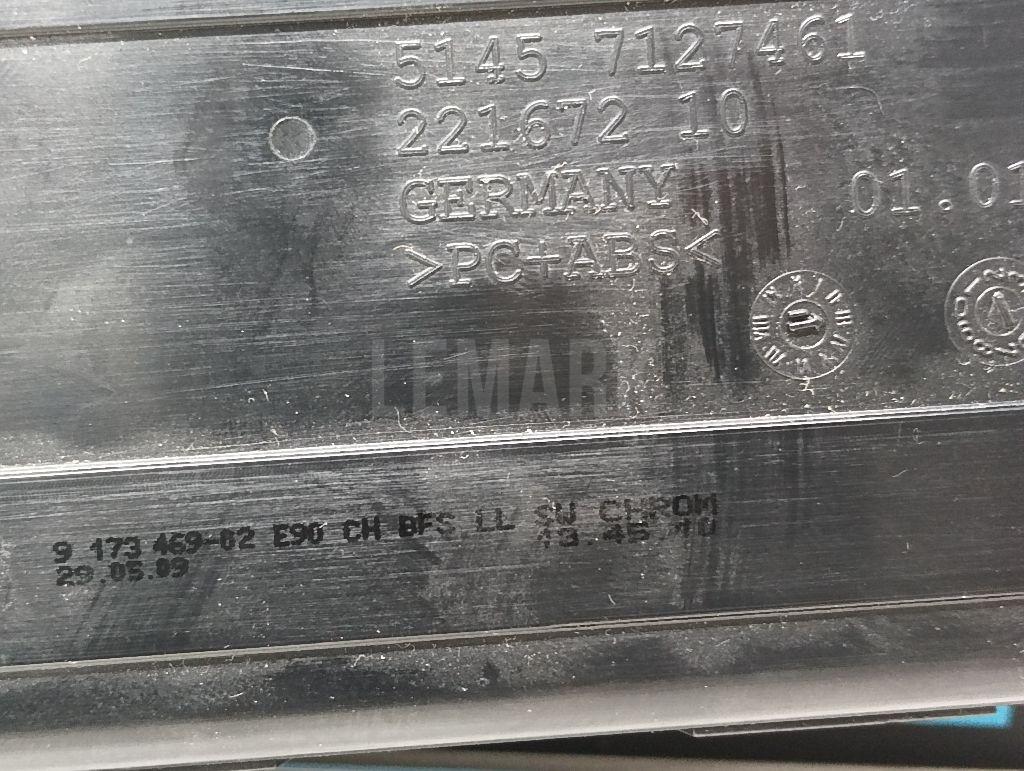 5145 7127461
221672 10
GERMANY
01.01
>PC+ABS<
11
LEMAR
9 173 469-02 E90 CH BFS LL SW CHROM
29.05.09 13.45.10